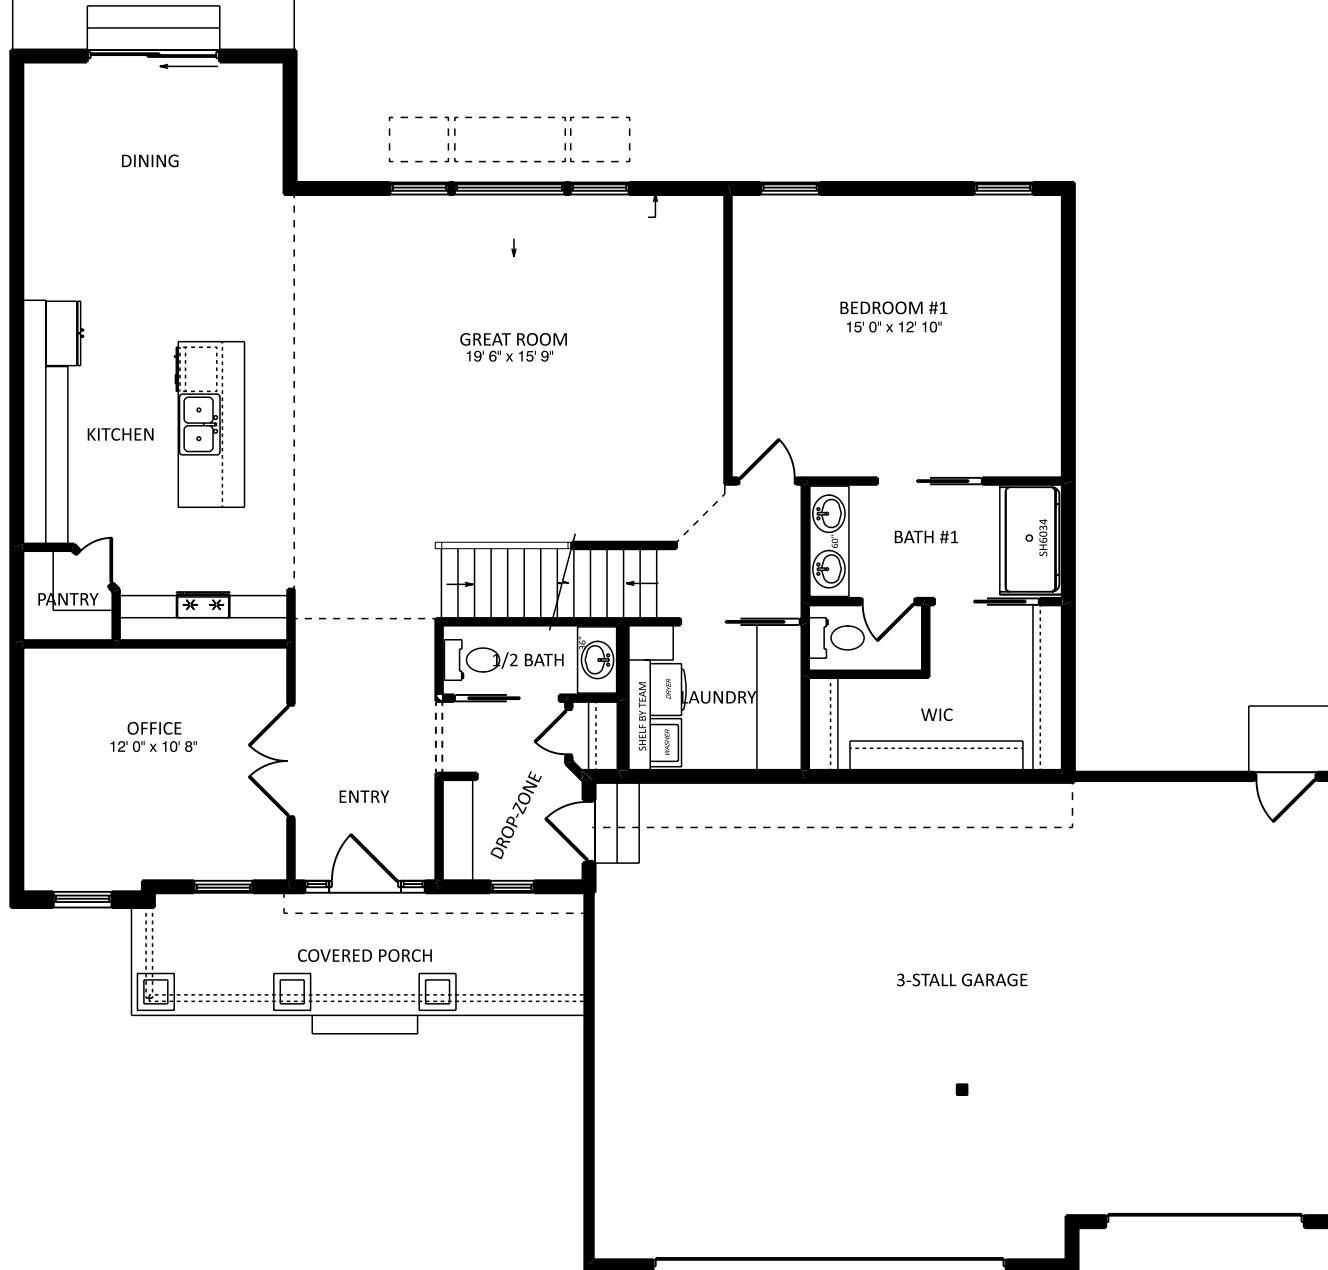 DINING
BEDROOM #1
15' 0" x 12' 10"
GREAT ROOM
19' 6" x 15' 9"
KITCHEN
BATH #1
SH6034
60"
PANTRY
36"
1/2 BATH
DRYER
LAUNDRY
SHELF BY TEAM
WASHER
WIC
OFFICE
12' 0" x 10' 8"
ENTRY
DROP-ZONE
COVERED PORCH
3-STALL GARAGE